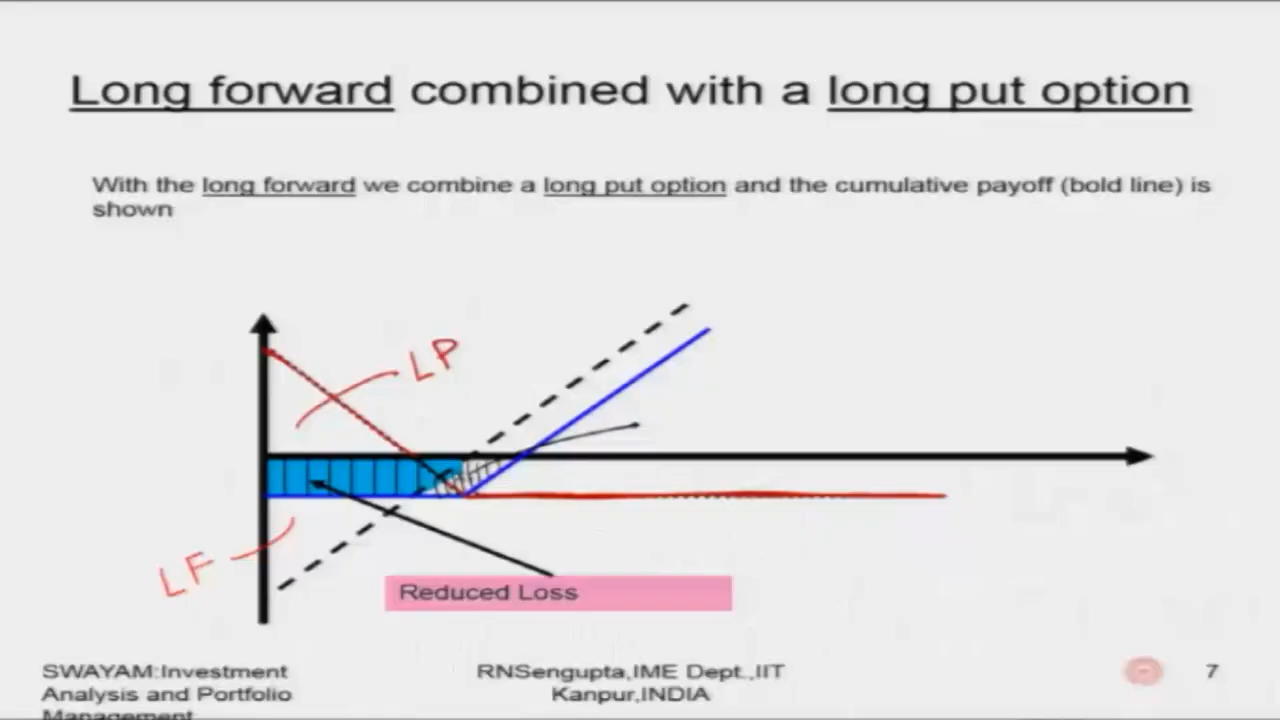 Long forward combined with a long put option
With the long forward we combine a long put option and the cumulative payoff (bold line) is
shown
LP
LF
Reduced Loss
SWAYAM:Investment
Analysis and Portfolio
Management
RNSengupta,IME Dept.,IIT
Kanpur,INDIA
7